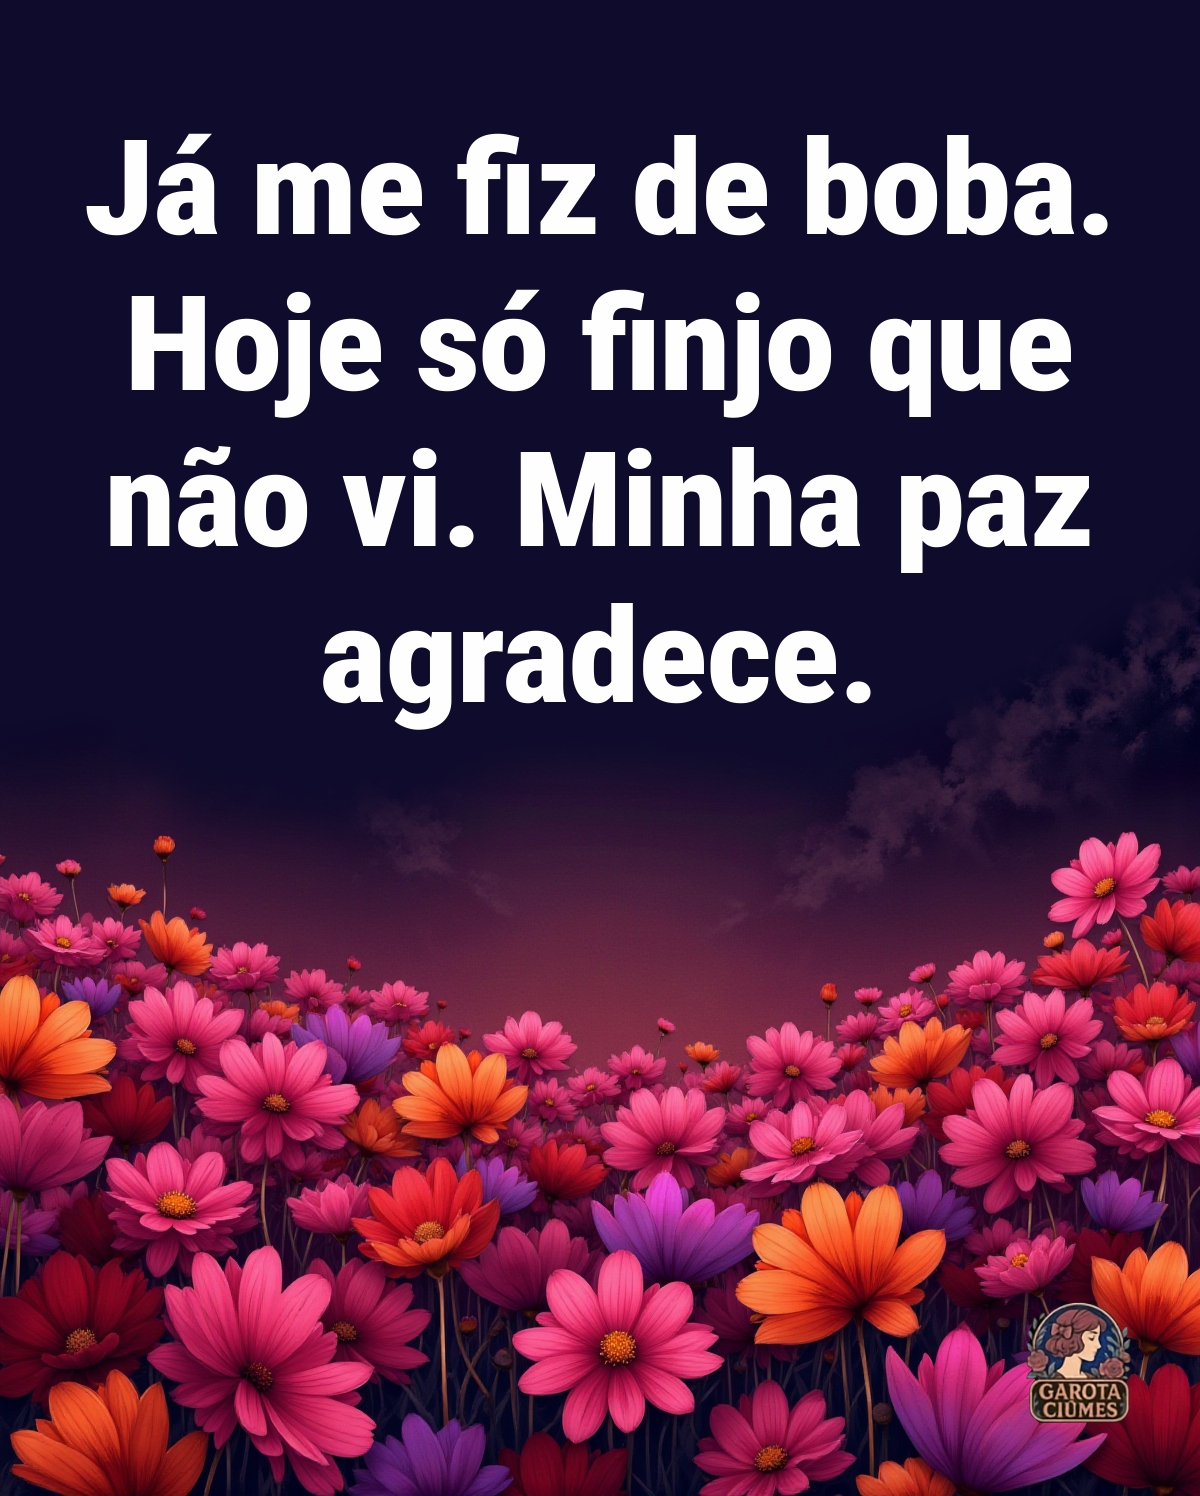 Já me fiz de boba.
Hoje só finjo que
não vi. Minha paz
agradece.
GAROTA
CIÚMES